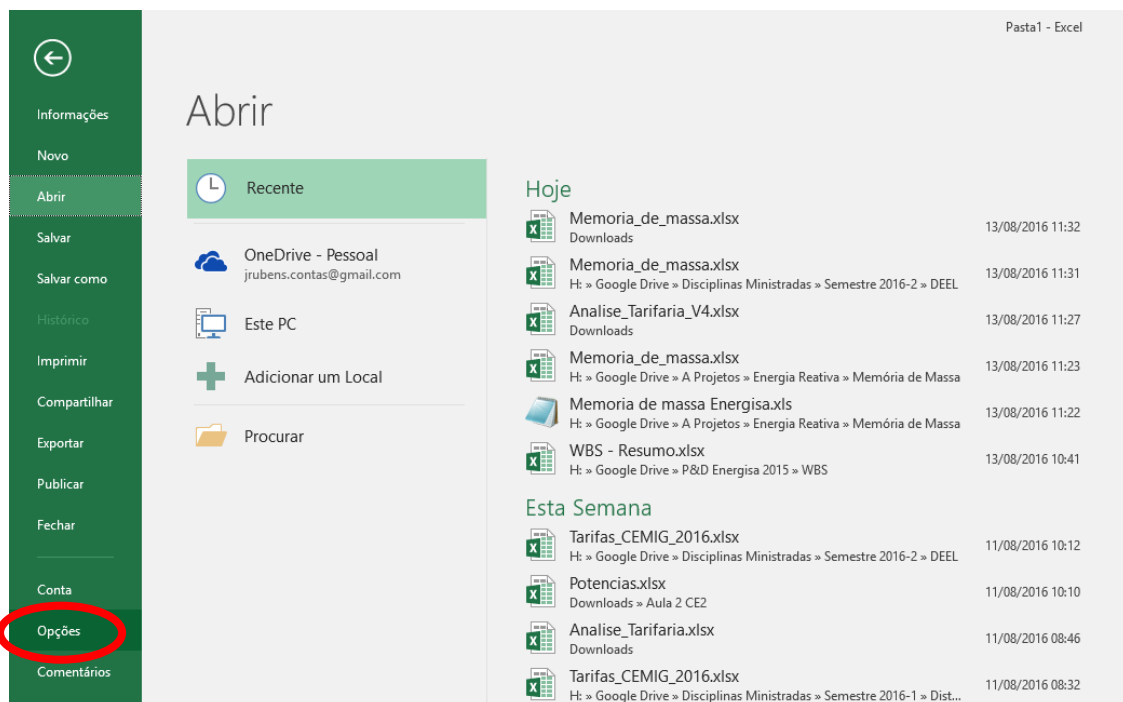 Pasta1 - Excel
Informações
Novo
Abrir
Salvar
Salvar como
Histórico
Imprimir
Compartilhar
Exportar
Publicar
Fechar
Conta
Opções
Comentários
Abrir
Recente
OneDrive - Pessoal
jrubens.contas@gmail.com
Este PC
Adicionar um Local
Procurar
Hoje
Memoria_de_massa.xlsx
Downloads
13/08/2016 11:32
Memoria_de_massa.xlsx
H: » Google Drive » Disciplinas Ministradas » Semestre 2016-2 » DEEL
13/08/2016 11:31
Analise_Tarifaria_V4.xlsx
Downloads
13/08/2016 11:27
Memoria_de_massa.xlsx
H: » Google Drive » A Projetos » Energia Reativa » Memória de Massa
13/08/2016 11:23
Memoria de massa Energisa.xls
H: » Google Drive » A Projetos » Energia Reativa » Memória de Massa
13/08/2016 11:22
WBS - Resumo.xlsx
H: » Google Drive » P&D Energisa 2015 » WBS
13/08/2016 10:41
Esta Semana
Tarifas_CEMIG_2016.xlsx
H: » Google Drive » Disciplinas Ministradas » Semestre 2016-2 » DEEL
11/08/2016 10:12
Potencias.xlsx
Downloads » Aula 2 CE2
11/08/2016 10:10
Analise_Tarifaria.xlsx
Downloads
11/08/2016 08:46
Tarifas_CEMIG_2016.xlsx
H: » Google Drive » Disciplinas Ministradas » Semestre 2016-1 » Dist...
11/08/2016 08:32